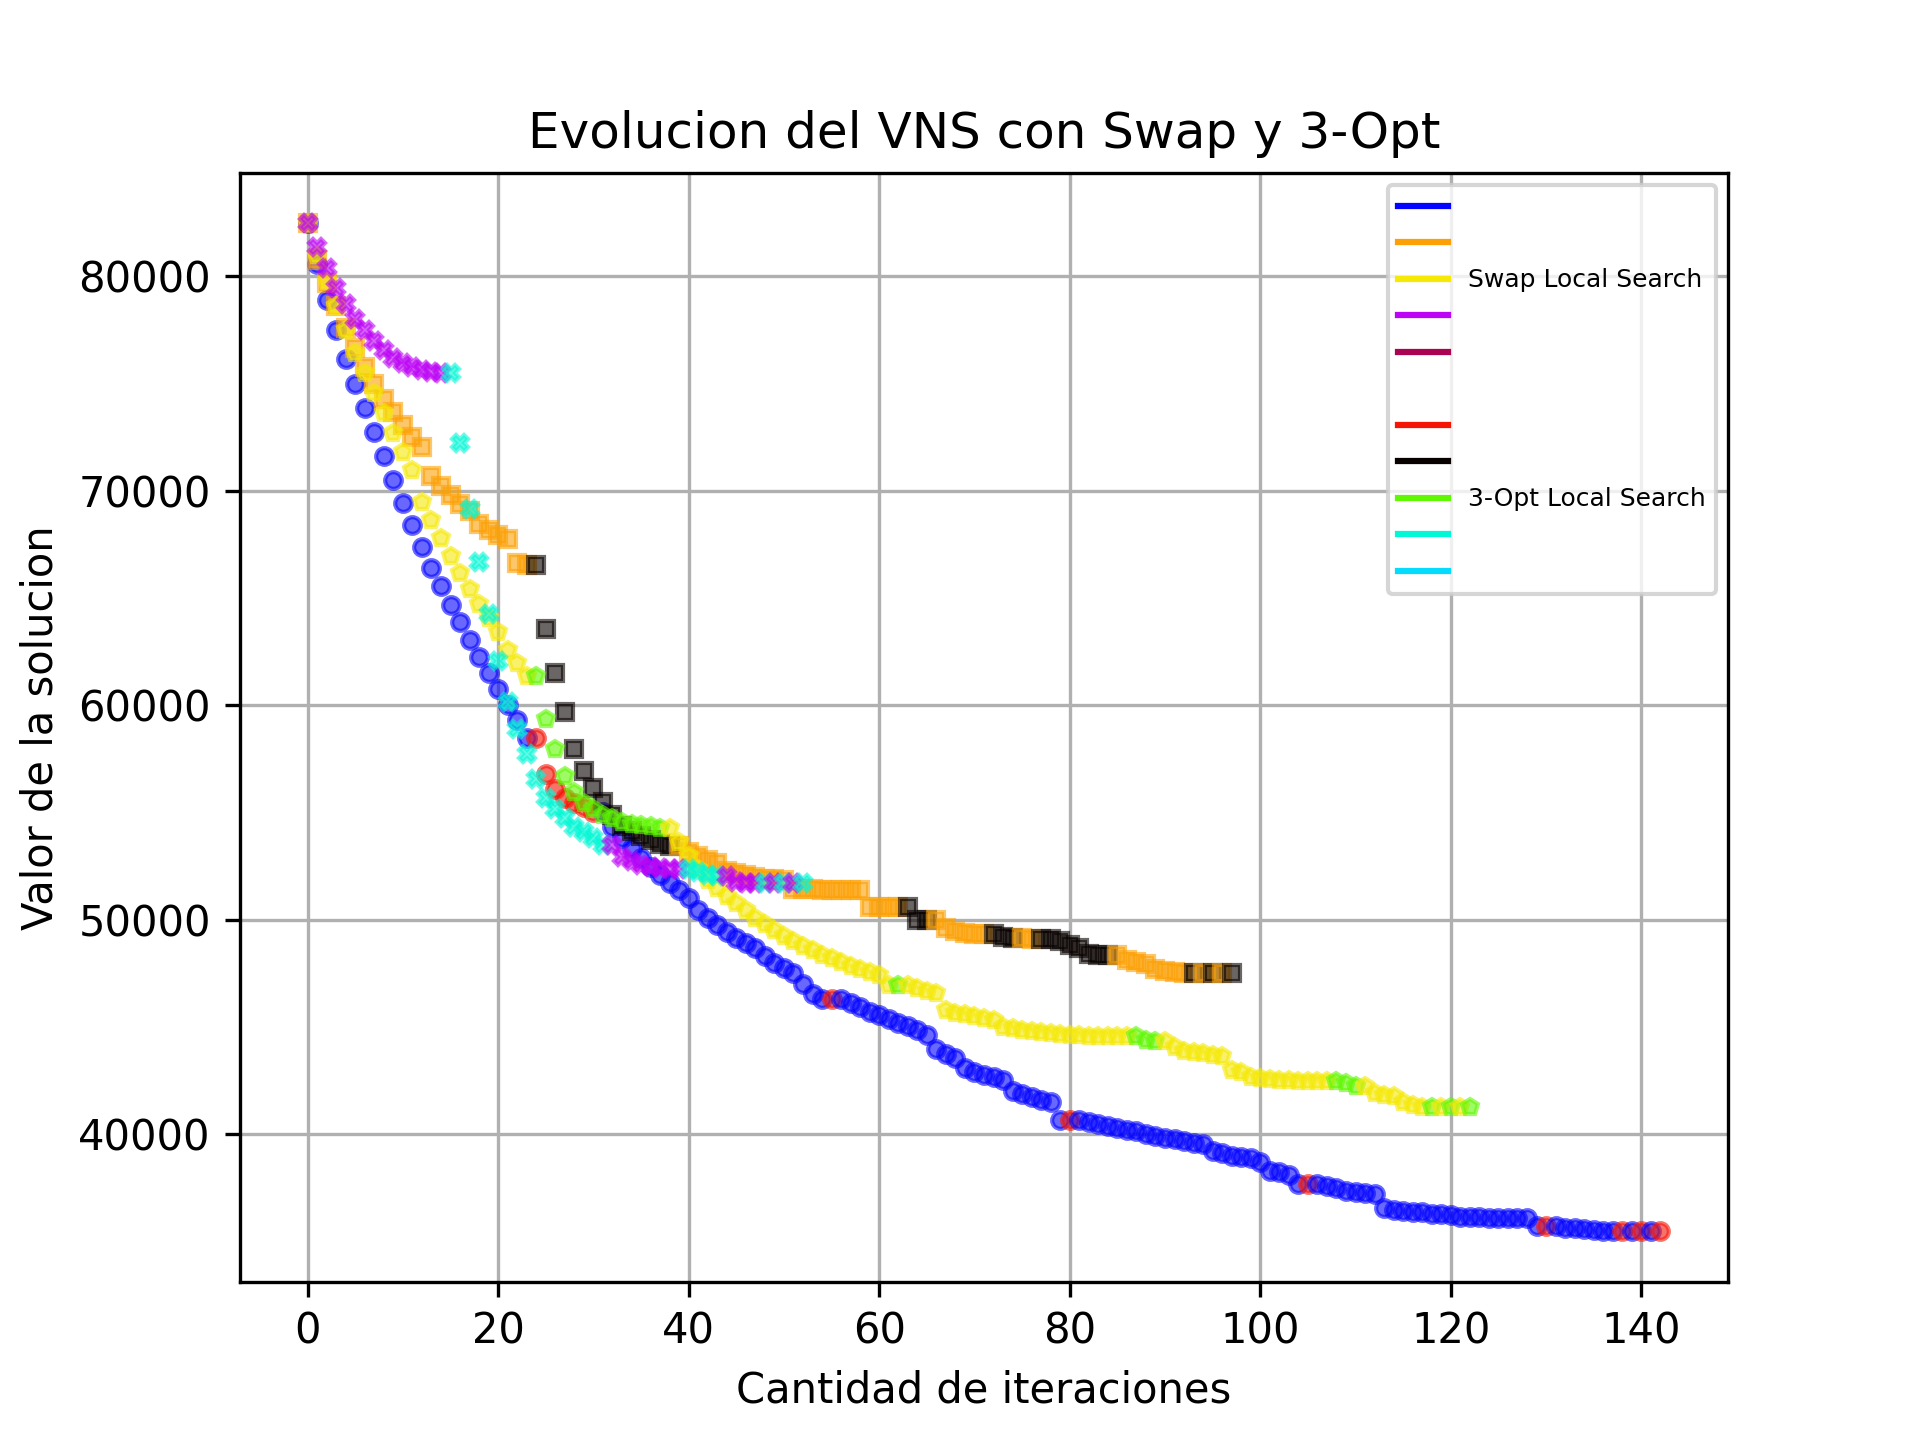 Evolucion del VNS con Swap y 3-Opt
Swap Local Search
3-Opt Local Search
Valor de la solucion
80000
70000
60000
50000
40000
0 20 40 60 80 100 120 140
Cantidad de iteraciones